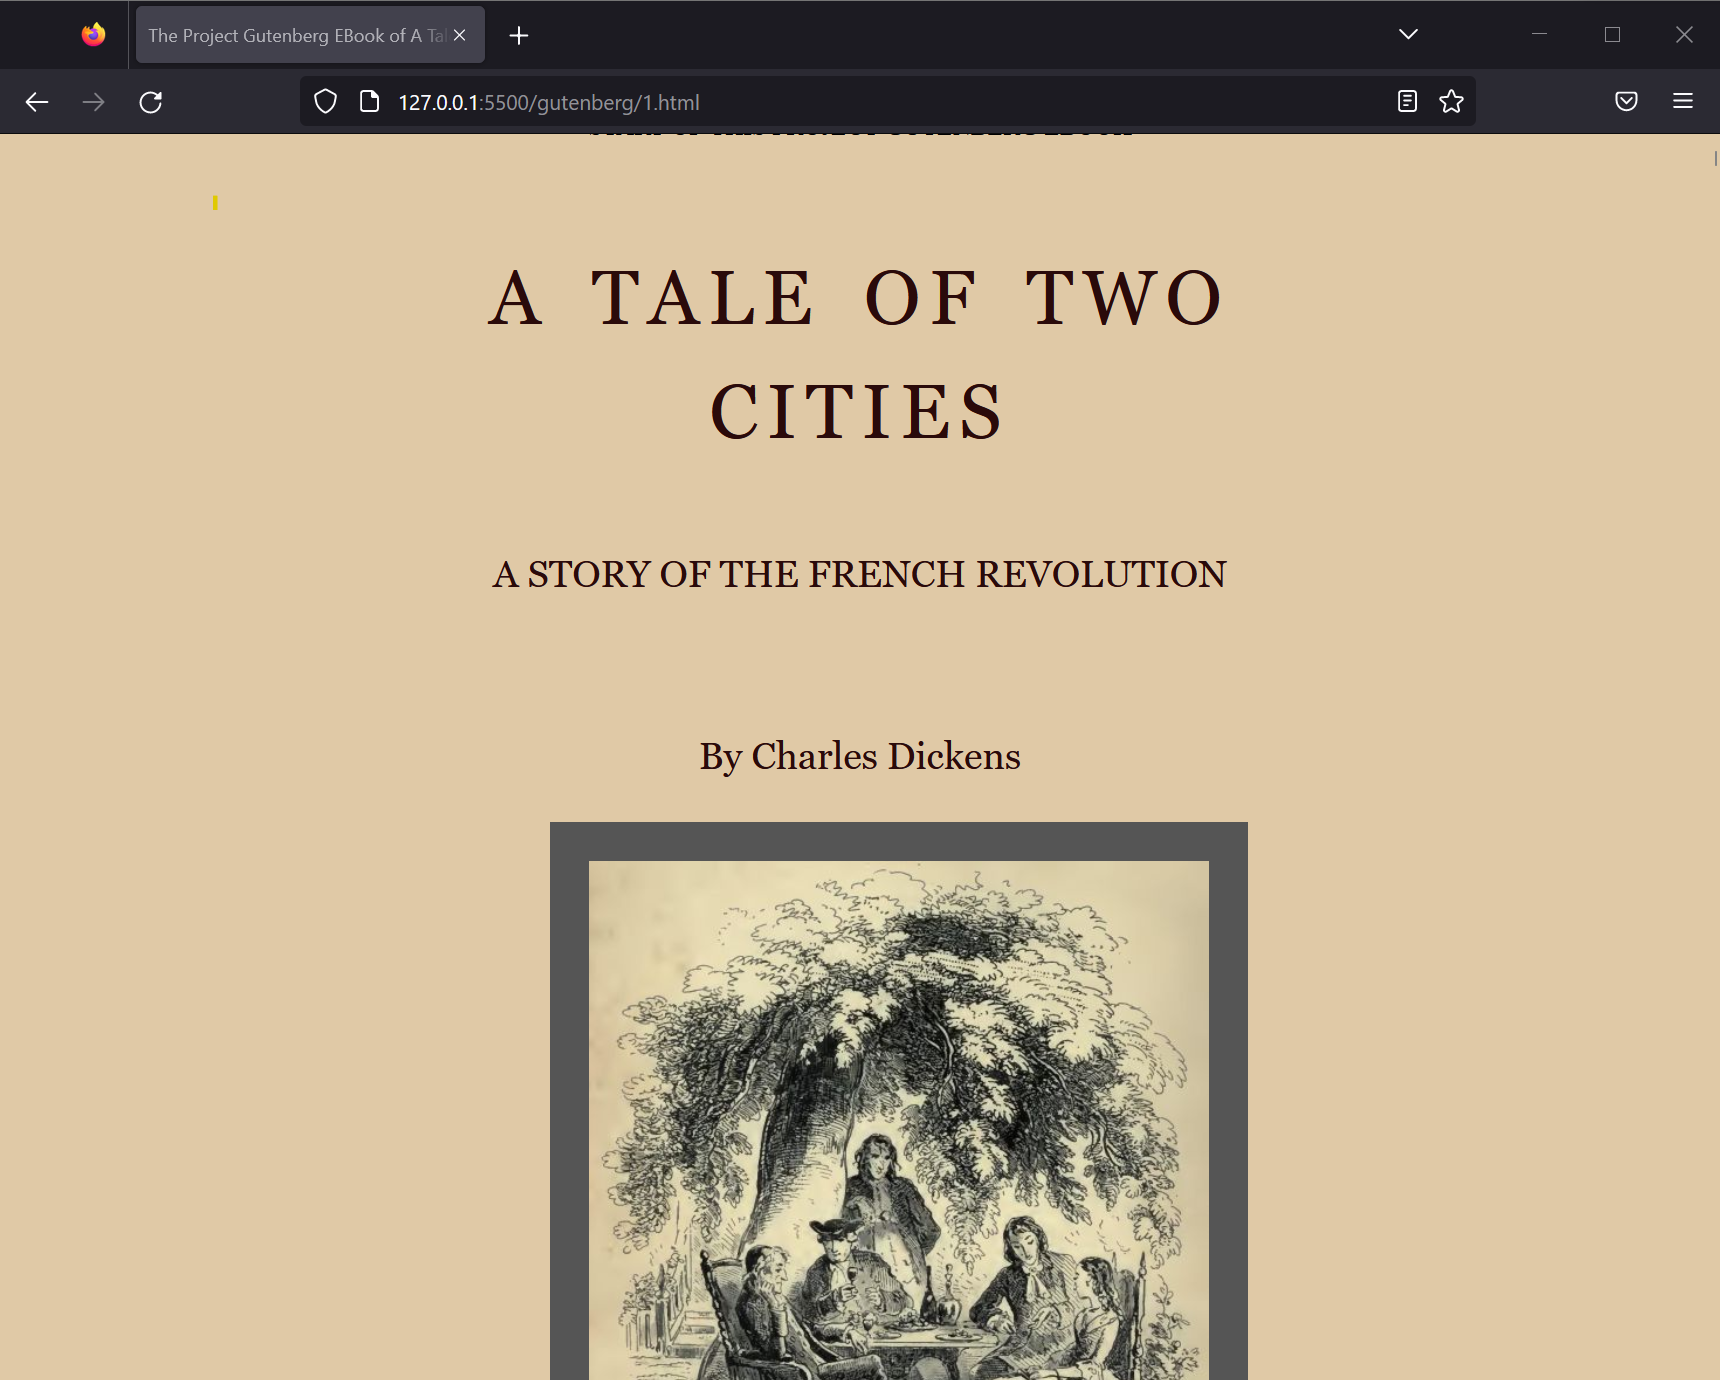 The Project Gutenberg EBook of A Tal
127.0.0.1:5500/gutenberg/1.html
A TALE OF TWO
CITIES
A STORY OF THE FRENCH REVOLUTION
By Charles Dickens